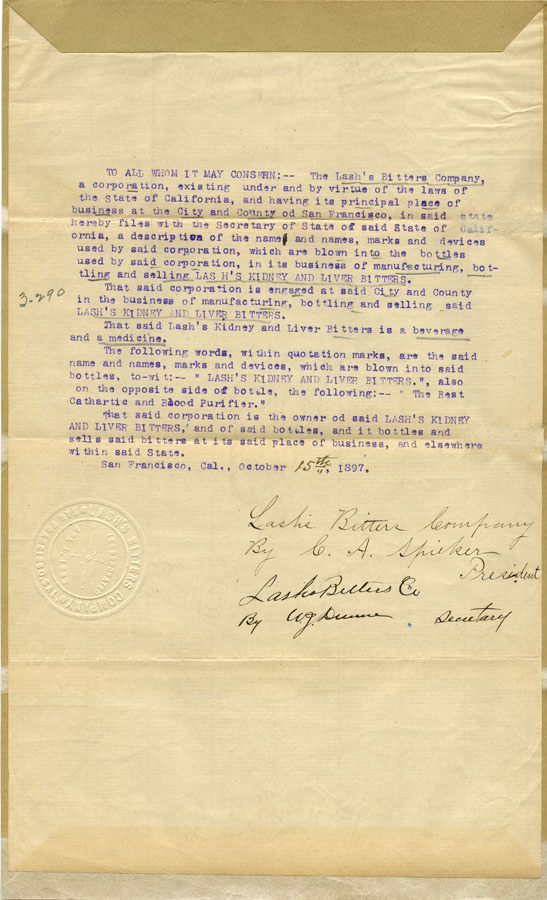 TO ALL WHOM IT MAY CONSERN:-- The Lash's Bitters Company,
a corporation, existing under and by virtue of the laws of
the State of California, and having its principal place of
business at the City and County od San Francisco, in said state
hereby files with the Secretary of State of said State of Calif-
ornia, a description of the name and names, marks and devices
used by said corporation, which are blown into the bottles
used by said corporation, in its business of manufacturing, bot-
tling and selling LAS H'S KIDNEY AND LIVER BITTERS.
That said corporation is engaged at said City and County
3-290
in the business of manufacturing, bottling and selling said
LASH'S KIDNEY AND LIVER BITTERS.
That said Lash's Kidney and Liver Bitters is a beverage
and a medicine.
The following words, within quotation marks, are the said
name and names, marks and devices, which are blown into said
bottles, to-wit:-- " LASH'S KIDNEY AND LIVER BITTERS.", also
on the opposite side of bottle, the following:-- " The Best
Cathartic and Blood Purifier."
That said corporation is the owner od said LASH'S KIDNEY
AND LIVER BITTERS, and of said bottles, and it bottles and
sells said bitters at its said place of business, and elsewhere
within said State.
San Francisco, Cal., October 15th, 1897.
Lash's Bitters Company
By C. A. Spieker
President
Lash's Bitters Co
By W.J. Dunne Secretary
LASH'S BITTERS COMPANY